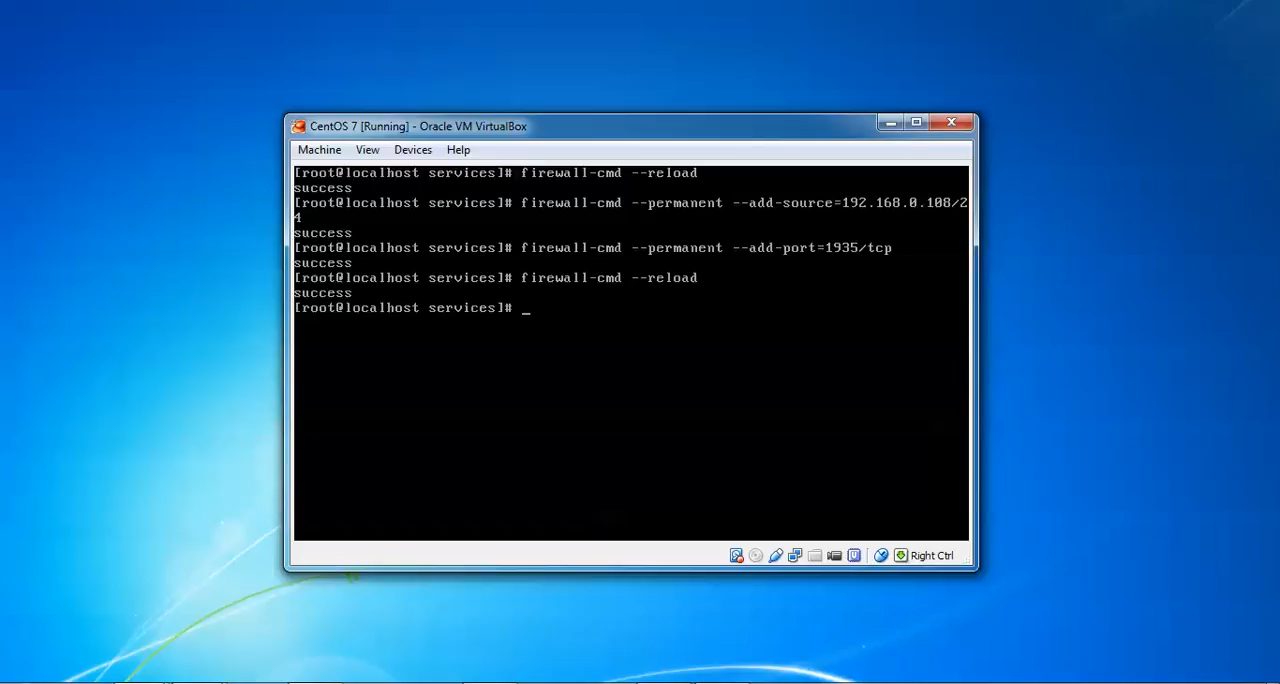 CentOS 7 [Running] - Oracle VM VirtualBox
Machine View Devices Help
[root@localhost services]# firewall-cmd --reload
success
[root@localhost services]# firewall-cmd --permanent --add-source=192.168.0.108/2
4
success
[root@localhost services]# firewall-cmd --permanent --add-port=1935/tcp
success
[root@localhost services]# firewall-cmd --reload
success
[root@localhost services]# _
Right Ctrl